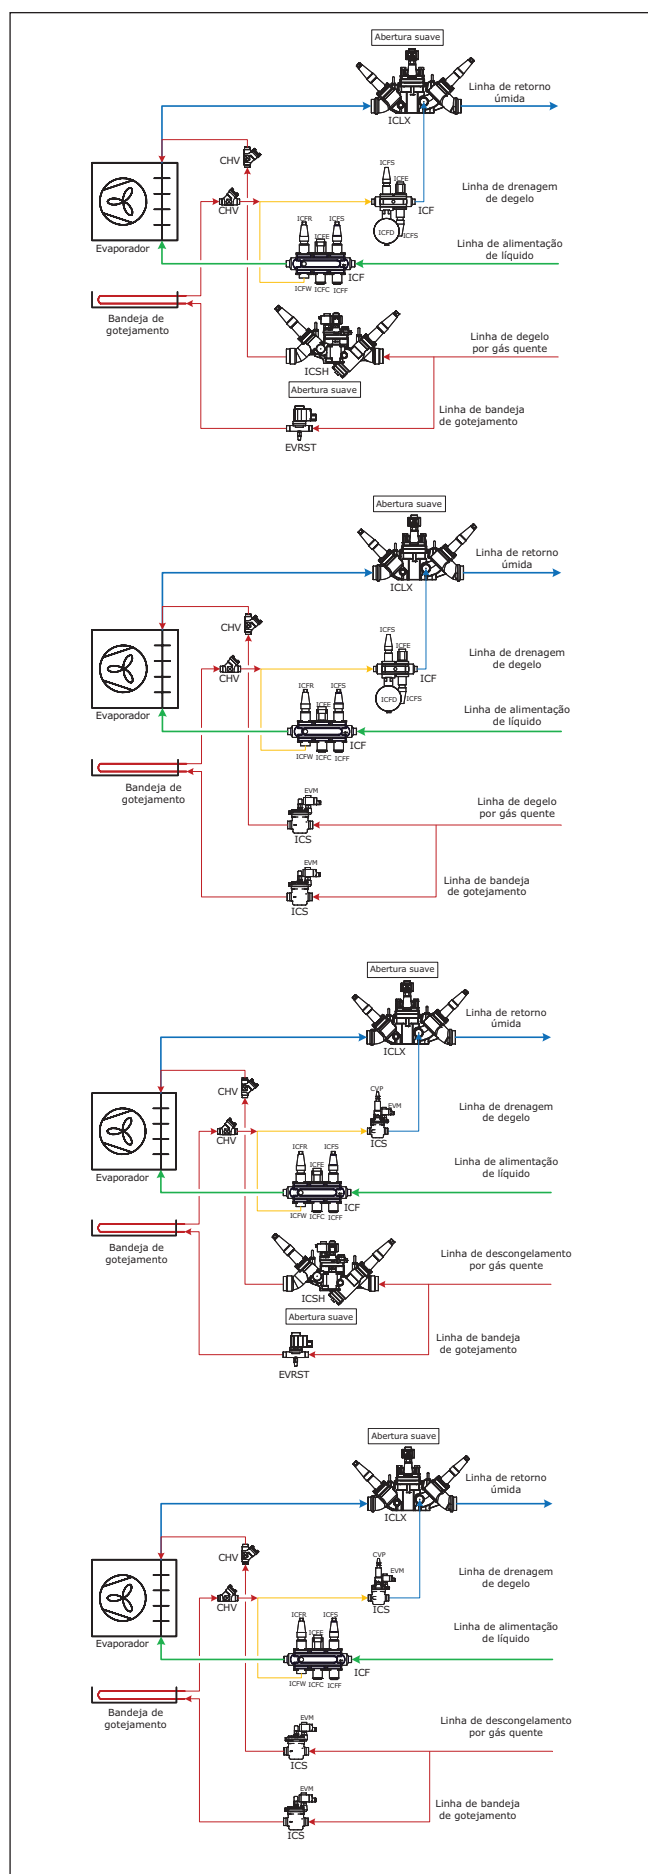 Abertura suave
Linha de retorno
úmida
ICLX
CHV
ICFS
ICFE
CHV
Linha de drenagem
de degelo
ICF
ICFD
ICFS
Evaporador
ICFR
ICFS
ICFE
Linha de alimentação
de líquido
ICF
ICFW
ICFC
ICFF
Bandeja de
gotejamento
Linha de degelo
por gás quente
ICSH
Abertura suave
Linha de bandeja
de gotejamento
EVRST
Abertura suave
Linha de retorno
úmida
ICLX
CHV
ICFS
ICFE
CHV
Linha de drenagem
de degelo
ICF
ICFD
ICFS
Evaporador
ICFR
ICFS
ICFE
Linha de alimentação
de líquido
ICF
ICFW
ICFC
ICFF
Bandeja de
gotejamento
EVM
Linha de degelo
por gás quente
ICS
EVM
Linha de bandeja
de gotejamento
ICS
Abertura suave
Linha de retorno
úmida
ICLX
CHV
CVP
EVM
CHV
Linha de drenagem
de degelo
ICS
Evaporador
ICFR
ICFS
ICFE
Linha de alimentação
de líquido
ICF
ICFW
ICFC
ICFF
Bandeja de
gotejamento
Linha de descongelamento
por gás quente
ICSH
Abertura suave
Linha de bandeja
de gotejamento
EVRST
Abertura suave
Linha de retorno
úmida
ICLX
CHV
CVP
EVM
CHV
Linha de drenagem
de degelo
ICS
Evaporador
ICFR
ICFS
ICFE
Linha de alimentação
de líquido
ICF
ICFW
ICFC
ICFF
Bandeja de
gotejamento
EVM
Linha de descongelamento
por gás quente
ICS
EVM
Linha de bandeja
de gotejamento
ICS